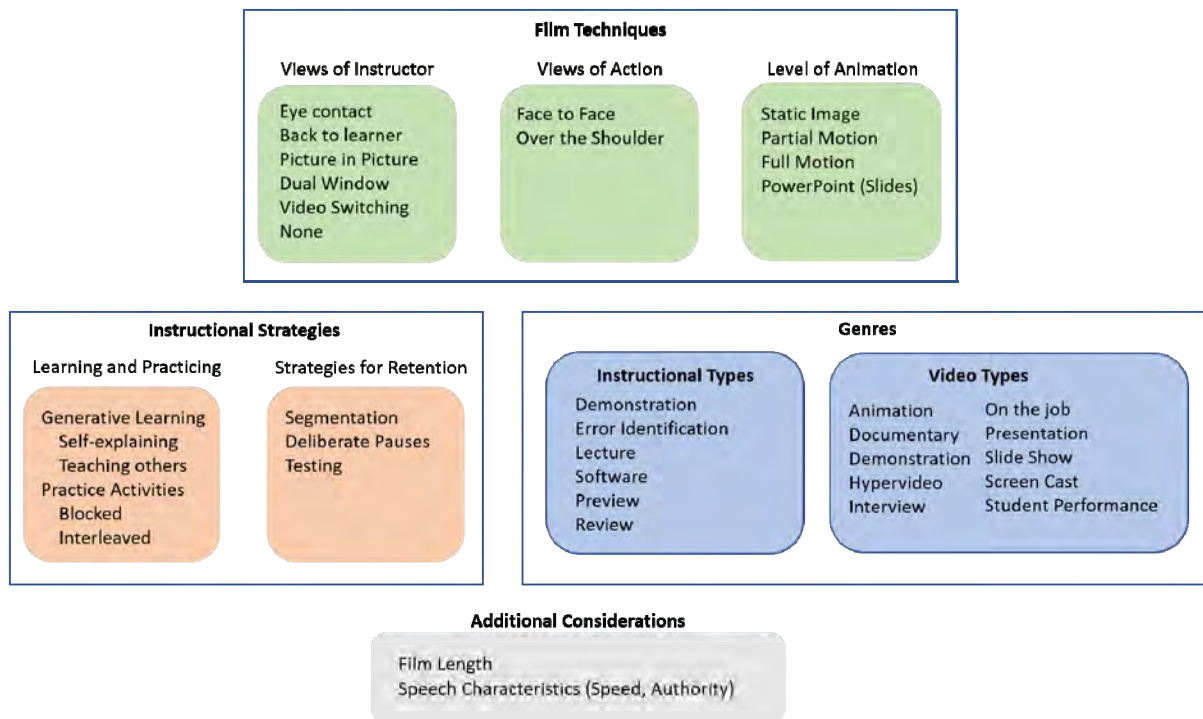 Film Techniques
Views of Instructor
Eye contact
Back to learner
Picture in Picture
Dual Window
Video Switching
None
Views of Action
Face to Face
Over the Shoulder
Level of Animation
Static Image
Partial Motion
Full Motion
PowerPoint (Slides)
Instructional Strategies
Learning and Practicing
Generative Learning
Self-explaining
Teaching others
Practice Activities
Blocked
Interleaved
Strategies for Retention
Segmentation
Deliberate Pauses
Testing
Genres
Instructional Types
Demonstration
Error Identification
Lecture
Software
Preview
Review
Video Types
Animation
Documentary
Demonstration
Hypervideo
Interview
On the job
Presentation
Slide Show
Screen Cast
Student Performance
Additional Considerations
Film Length
Speech Characteristics (Speed, Authority)